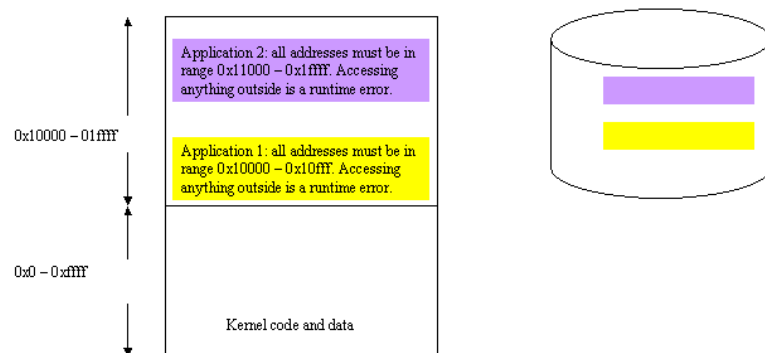 Application 2: all addresses must be in
range 0x11000 – 0x1ffff. Accessing
anything outside is a runtime error.
0x10000 – 01ffff
Application 1: all addresses must be in
range 0x10000 – 0x10fff. Accessing
anything outside is a runtime error.
0x0 – 0xffff
Kernel code and data